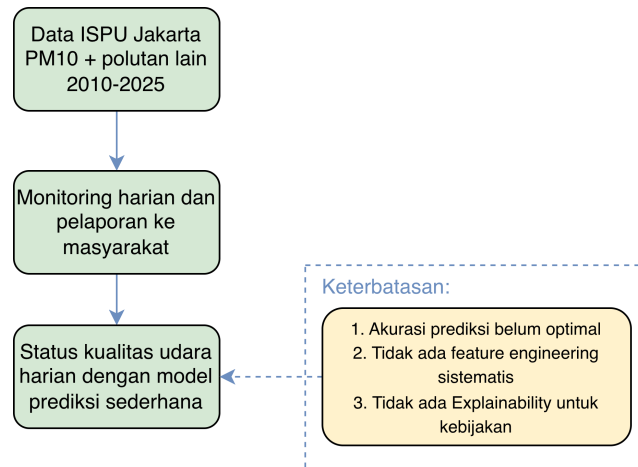 Data ISPU Jakarta
PM10 + polutan lain
2010-2025
Monitoring harian dan
pelaporan ke
masyarakat
Status kualitas udara
harian dengan model
prediksi sederhana
Keterbatasan:
1. Akurasi prediksi belum optimal
2. Tidak ada feature engineering
sistematis
3. Tidak ada Explainability untuk
kebijakan